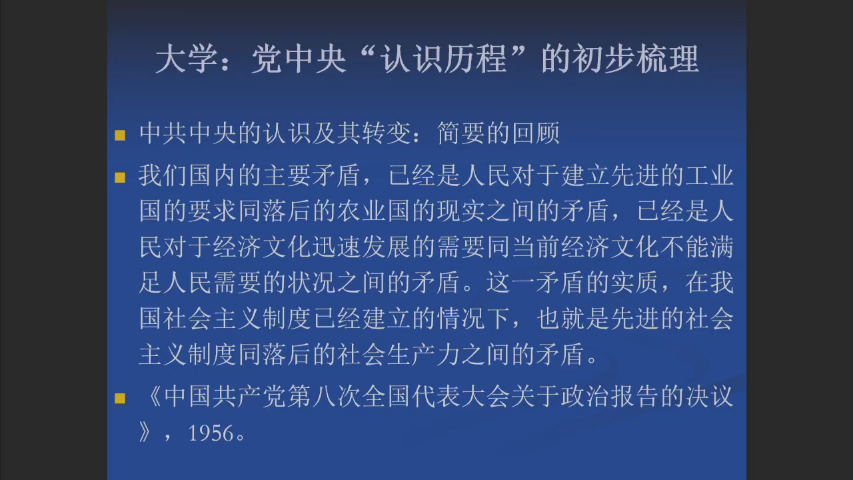 大学：党中央“认识历程”的初步梳理
中共中央的认识及其转变：简要的回顾
我们国内的主要矛盾，已经是人民对于建立先进的工业
国的要求同落后的农业国的现实之间的矛盾，已经是人
民对于经济文化迅速发展的需要同当前经济文化不能满
足人民需要的状况之间的矛盾。这一矛盾的实质，在我
国社会主义制度已经建立的情况下，也就是先进的社会
主义制度同落后的社会生产力之间的矛盾。
《中国共产党第八次全国代表大会关于政治报告的决议
》，1956。